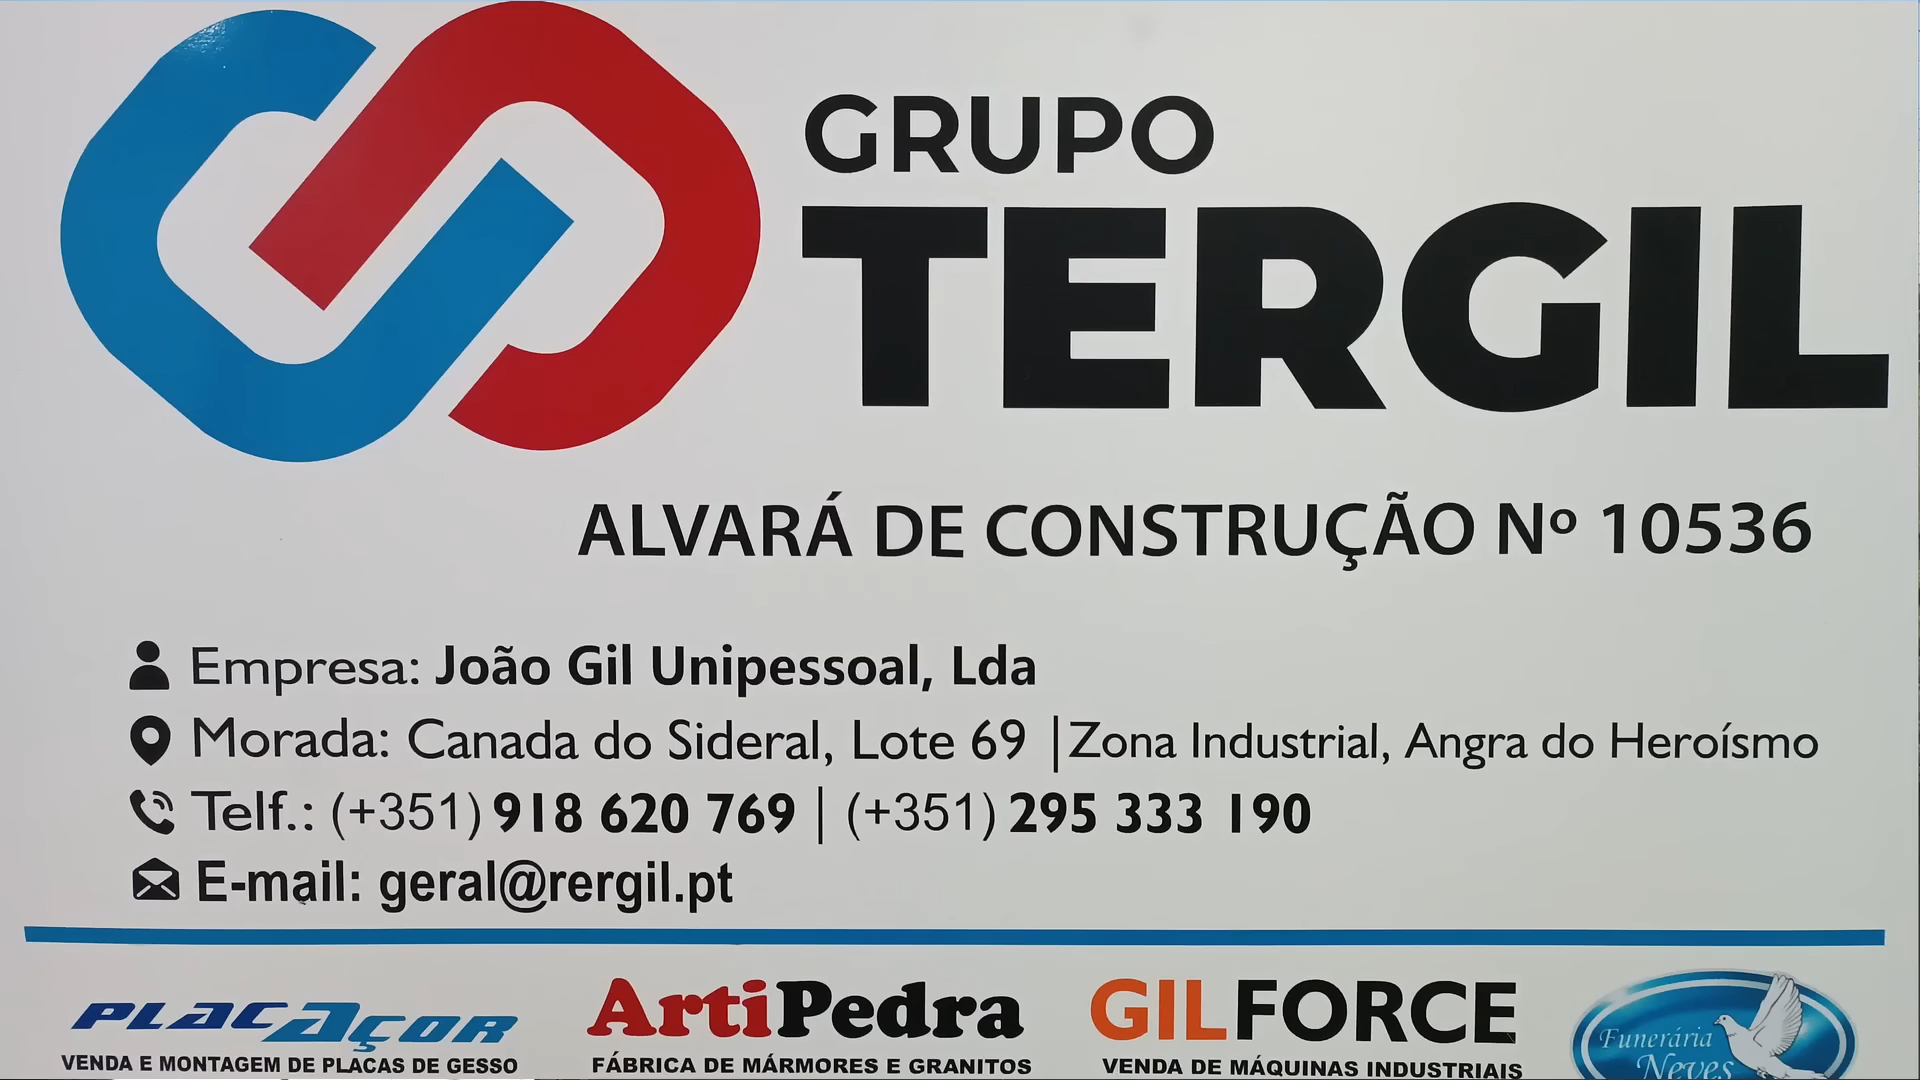 GRUPO
TERGIL
ALVARÁ DE CONSTRUÇÃO Nº 10536
Empresa: João Gil Unipessoal, Lda
Morada: Canada do Sideral, Lote 69 |Zona Industrial, Angra do Heroísmo
Telf.: (+351) 918 620 769 | (+351) 295 333 190
E-mail: geral@rergil.pt
PLACAÇOR
VENDA E MONTAGEM DE PLACAS DE GESSO
ArtiPedra
FÁBRICA DE MÁRMORES E GRANITOS
GILFORCE
VENDA DE MÁQUINAS INDUSTRIAIS
Funerária
Neves